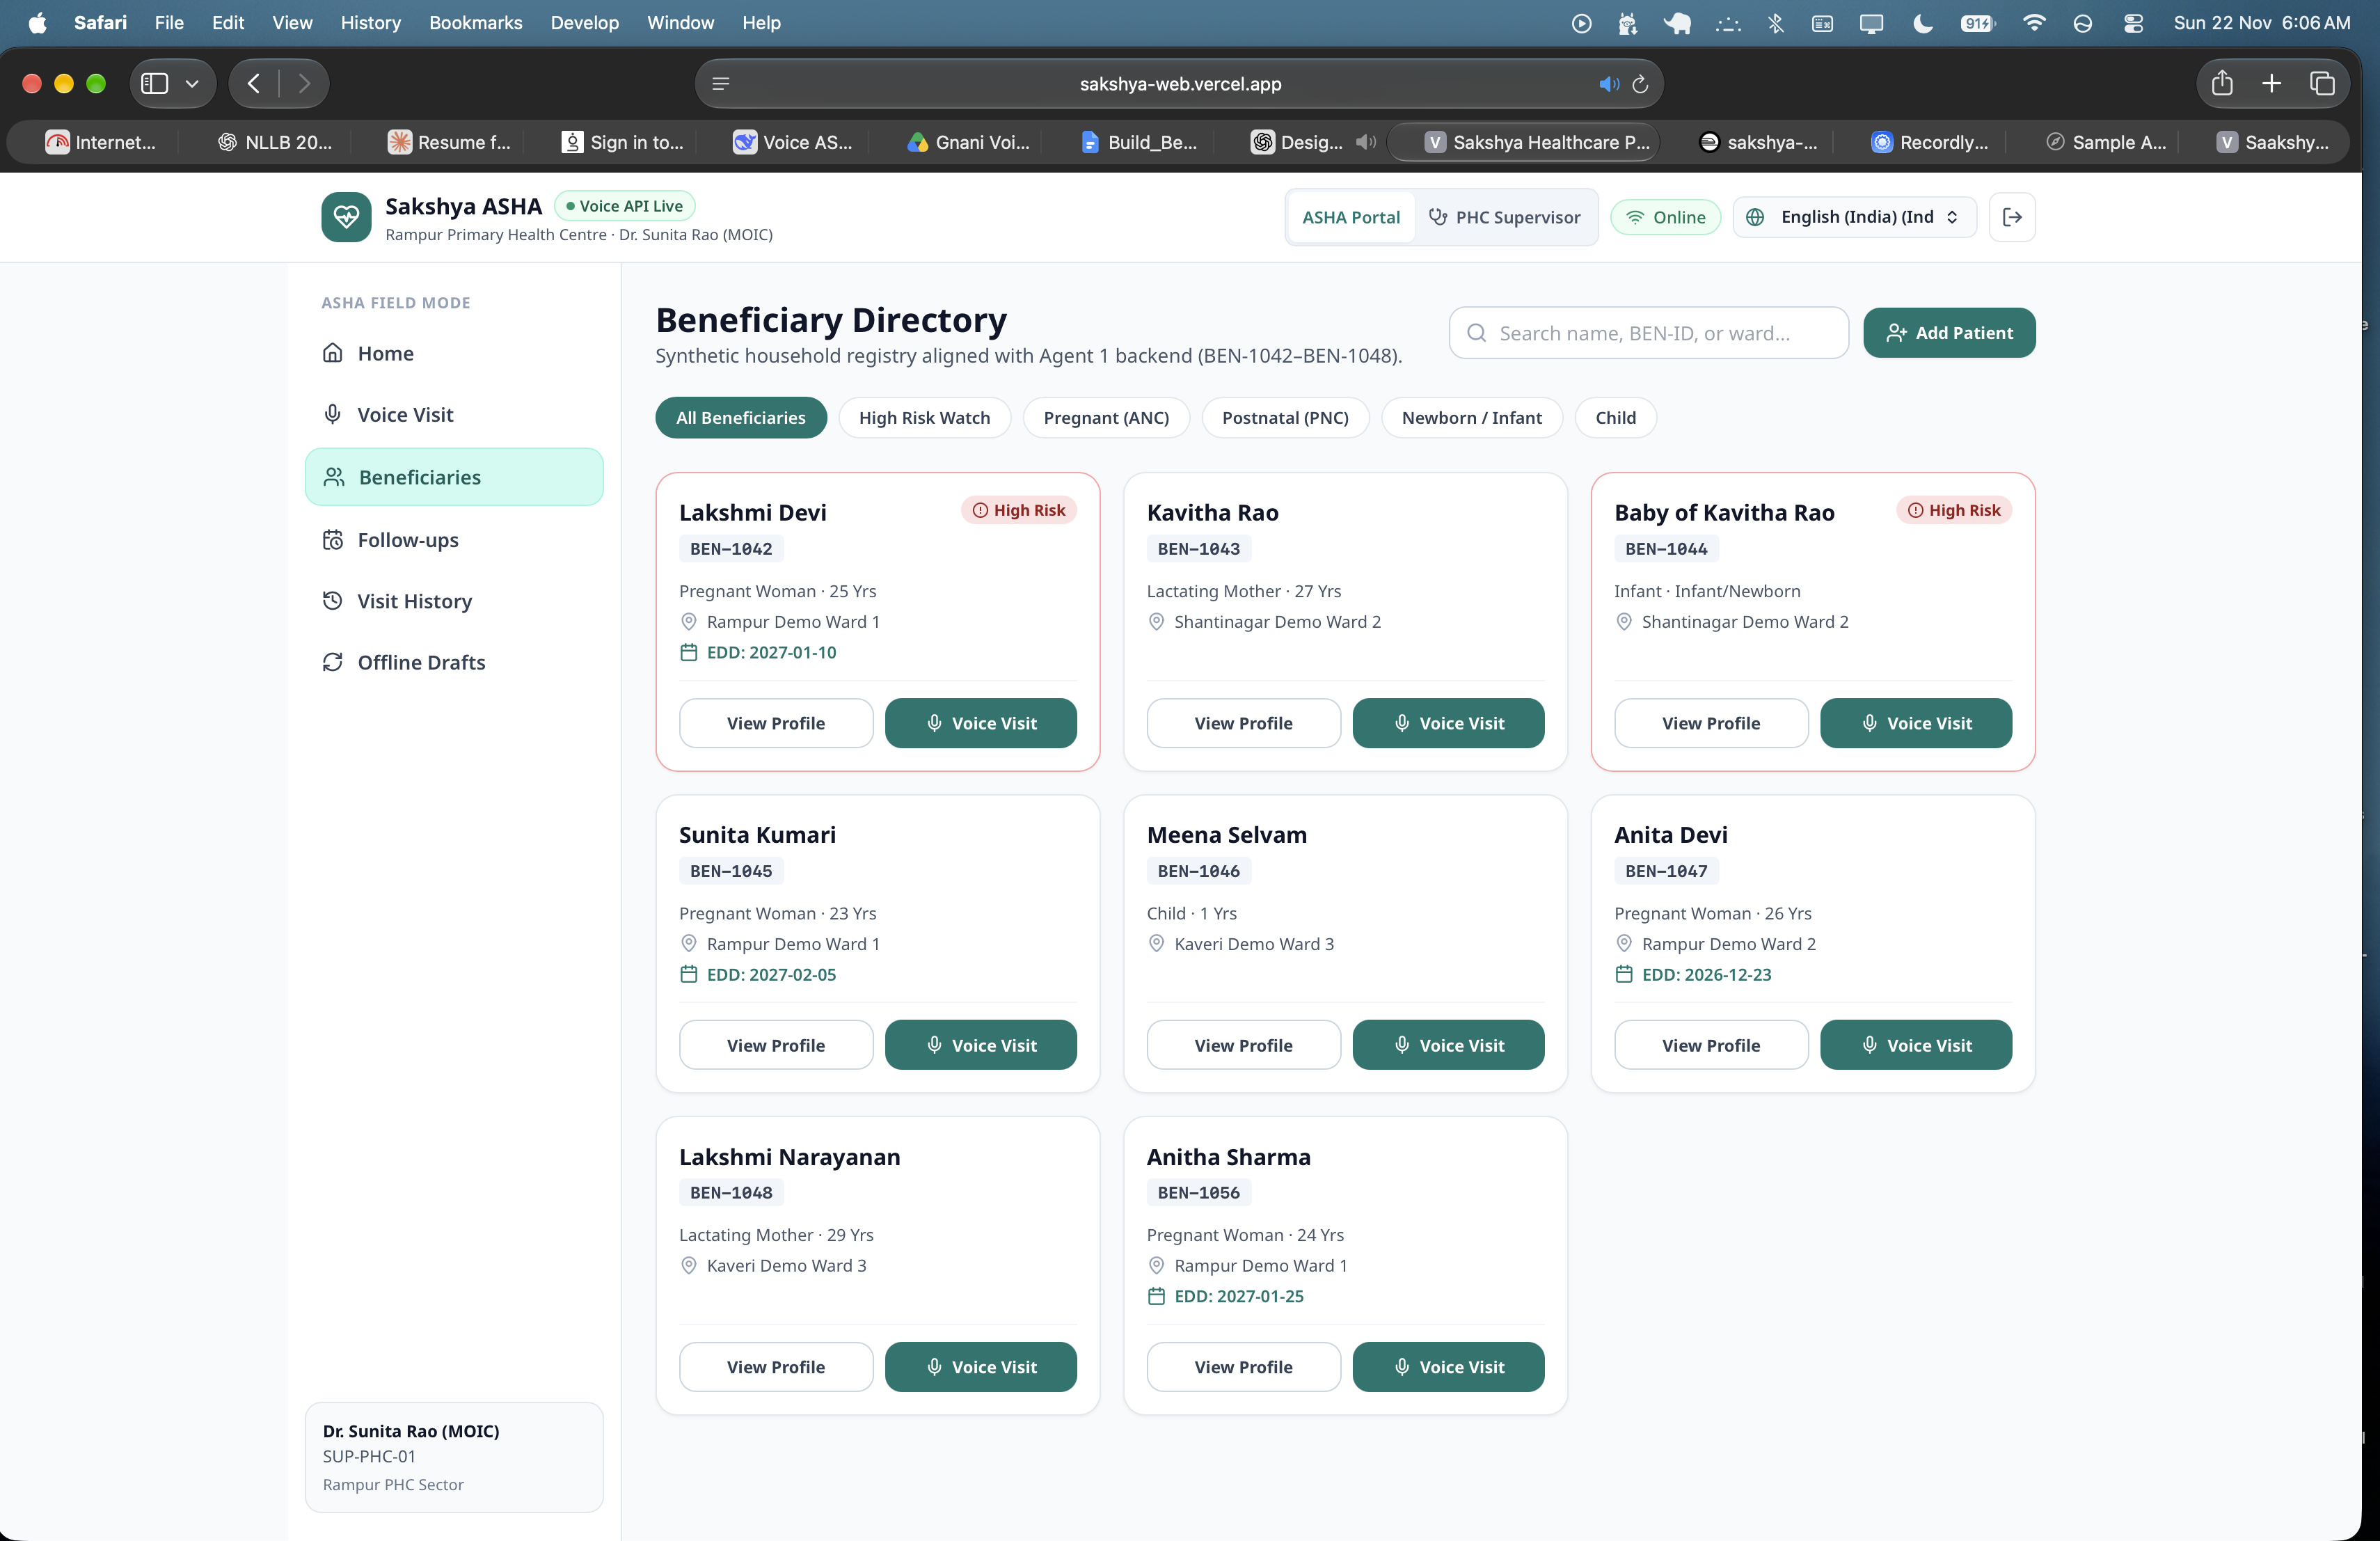 Safari File Edit View History Bookmarks Develop Window Help 91 Sun 22 Nov 6:06 AM
sakshya-web.vercel.app
Internet... NLLB 20... Resume f... Sign in to... Voice AS... Gnani Voi... Build_Be... Desig... Sakshya Healthcare P... sakshya-... Recordly... Sample A... Saakshy...
Sakshya ASHA Voice API Live
Rampur Primary Health Centre · Dr. Sunita Rao (MOIC)
ASHA Portal PHC Supervisor Online English (India) (Ind
ASHA FIELD MODE
Home
Voice Visit
Beneficiaries
Follow-ups
Visit History
Offline Drafts
Dr. Sunita Rao (MOIC)
SUP-PHC-01
Rampur PHC Sector
Beneficiary Directory
Synthetic household registry aligned with Agent 1 backend (BEN-1042–BEN-1048).
Search name, BEN-ID, or ward...
Add Patient
All Beneficiaries High Risk Watch Pregnant (ANC) Postnatal (PNC) Newborn / Infant Child
Lakshmi Devi High Risk
BEN-1042
Pregnant Woman · 25 Yrs
Rampur Demo Ward 1
EDD: 2027-01-10
View Profile Voice Visit
Kavitha Rao
BEN-1043
Lactating Mother · 27 Yrs
Shantinagar Demo Ward 2
View Profile Voice Visit
Baby of Kavitha Rao High Risk
BEN-1044
Infant · Infant/Newborn
Shantinagar Demo Ward 2
View Profile Voice Visit
Sunita Kumari
BEN-1045
Pregnant Woman · 23 Yrs
Rampur Demo Ward 1
EDD: 2027-02-05
View Profile Voice Visit
Meena Selvam
BEN-1046
Child · 1 Yrs
Kaveri Demo Ward 3
View Profile Voice Visit
Anita Devi
BEN-1047
Pregnant Woman · 26 Yrs
Rampur Demo Ward 2
EDD: 2026-12-23
View Profile Voice Visit
Lakshmi Narayanan
BEN-1048
Lactating Mother · 29 Yrs
Kaveri Demo Ward 3
View Profile Voice Visit
Anitha Sharma
BEN-1056
Pregnant Woman · 24 Yrs
Rampur Demo Ward 1
EDD: 2027-01-25
View Profile Voice Visit